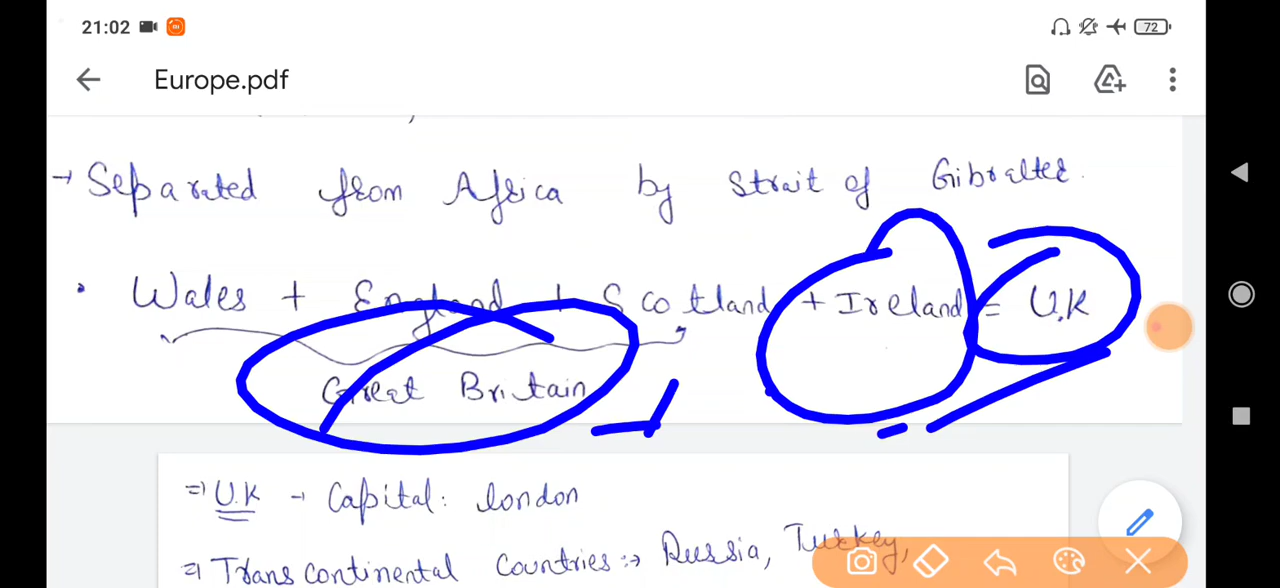 21:02
72
Europe.pdf
→ Separated from Africa by Strait of Gibralter.
• Wales + England + Scotland + Ireland = U.K
Great Britain
⇒ U.K → Capital: london
⇒ Trans continental Countries :→ Russia, Turkey,